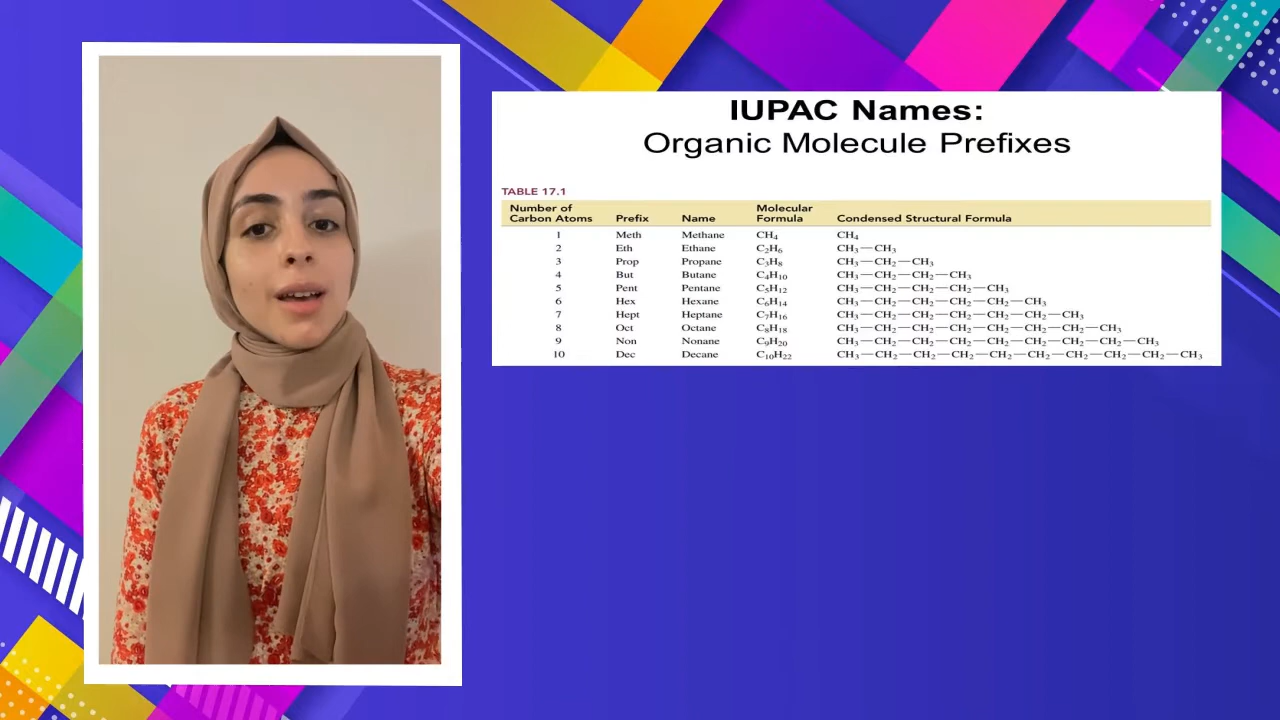 IUPAC Names:
Organic Molecule Prefixes
TABLE 17.1
Number of Carbon Atoms Prefix Name Molecular Formula Condensed Structural Formula
1 Meth Methane CH₄ CH₄
2 Eth Ethane C₂H₆ CH₃—CH₃
3 Prop Propane C₃H₈ CH₃—CH₂—CH₃
4 But Butane C₄H₁₀ CH₃—CH₂—CH₂—CH₃
5 Pent Pentane C₅H₁₂ CH₃—CH₂—CH₂—CH₂—CH₃
6 Hex Hexane C₆H₁₄ CH₃—CH₂—CH₂—CH₂—CH₂—CH₃
7 Hept Heptane C₇H₁₆ CH₃—CH₂—CH₂—CH₂—CH₂—CH₂—CH₃
8 Oct Octane C₈H₁₈ CH₃—CH₂—CH₂—CH₂—CH₂—CH₂—CH₂—CH₃
9 Non Nonane C₉H₂₀ CH₃—CH₂—CH₂—CH₂—CH₂—CH₂—CH₂—CH₂—CH₃
10 Dec Decane C₁₀H₂₂ CH₃—CH₂—CH₂—CH₂—CH₂—CH₂—CH₂—CH₂—CH₂—CH₃